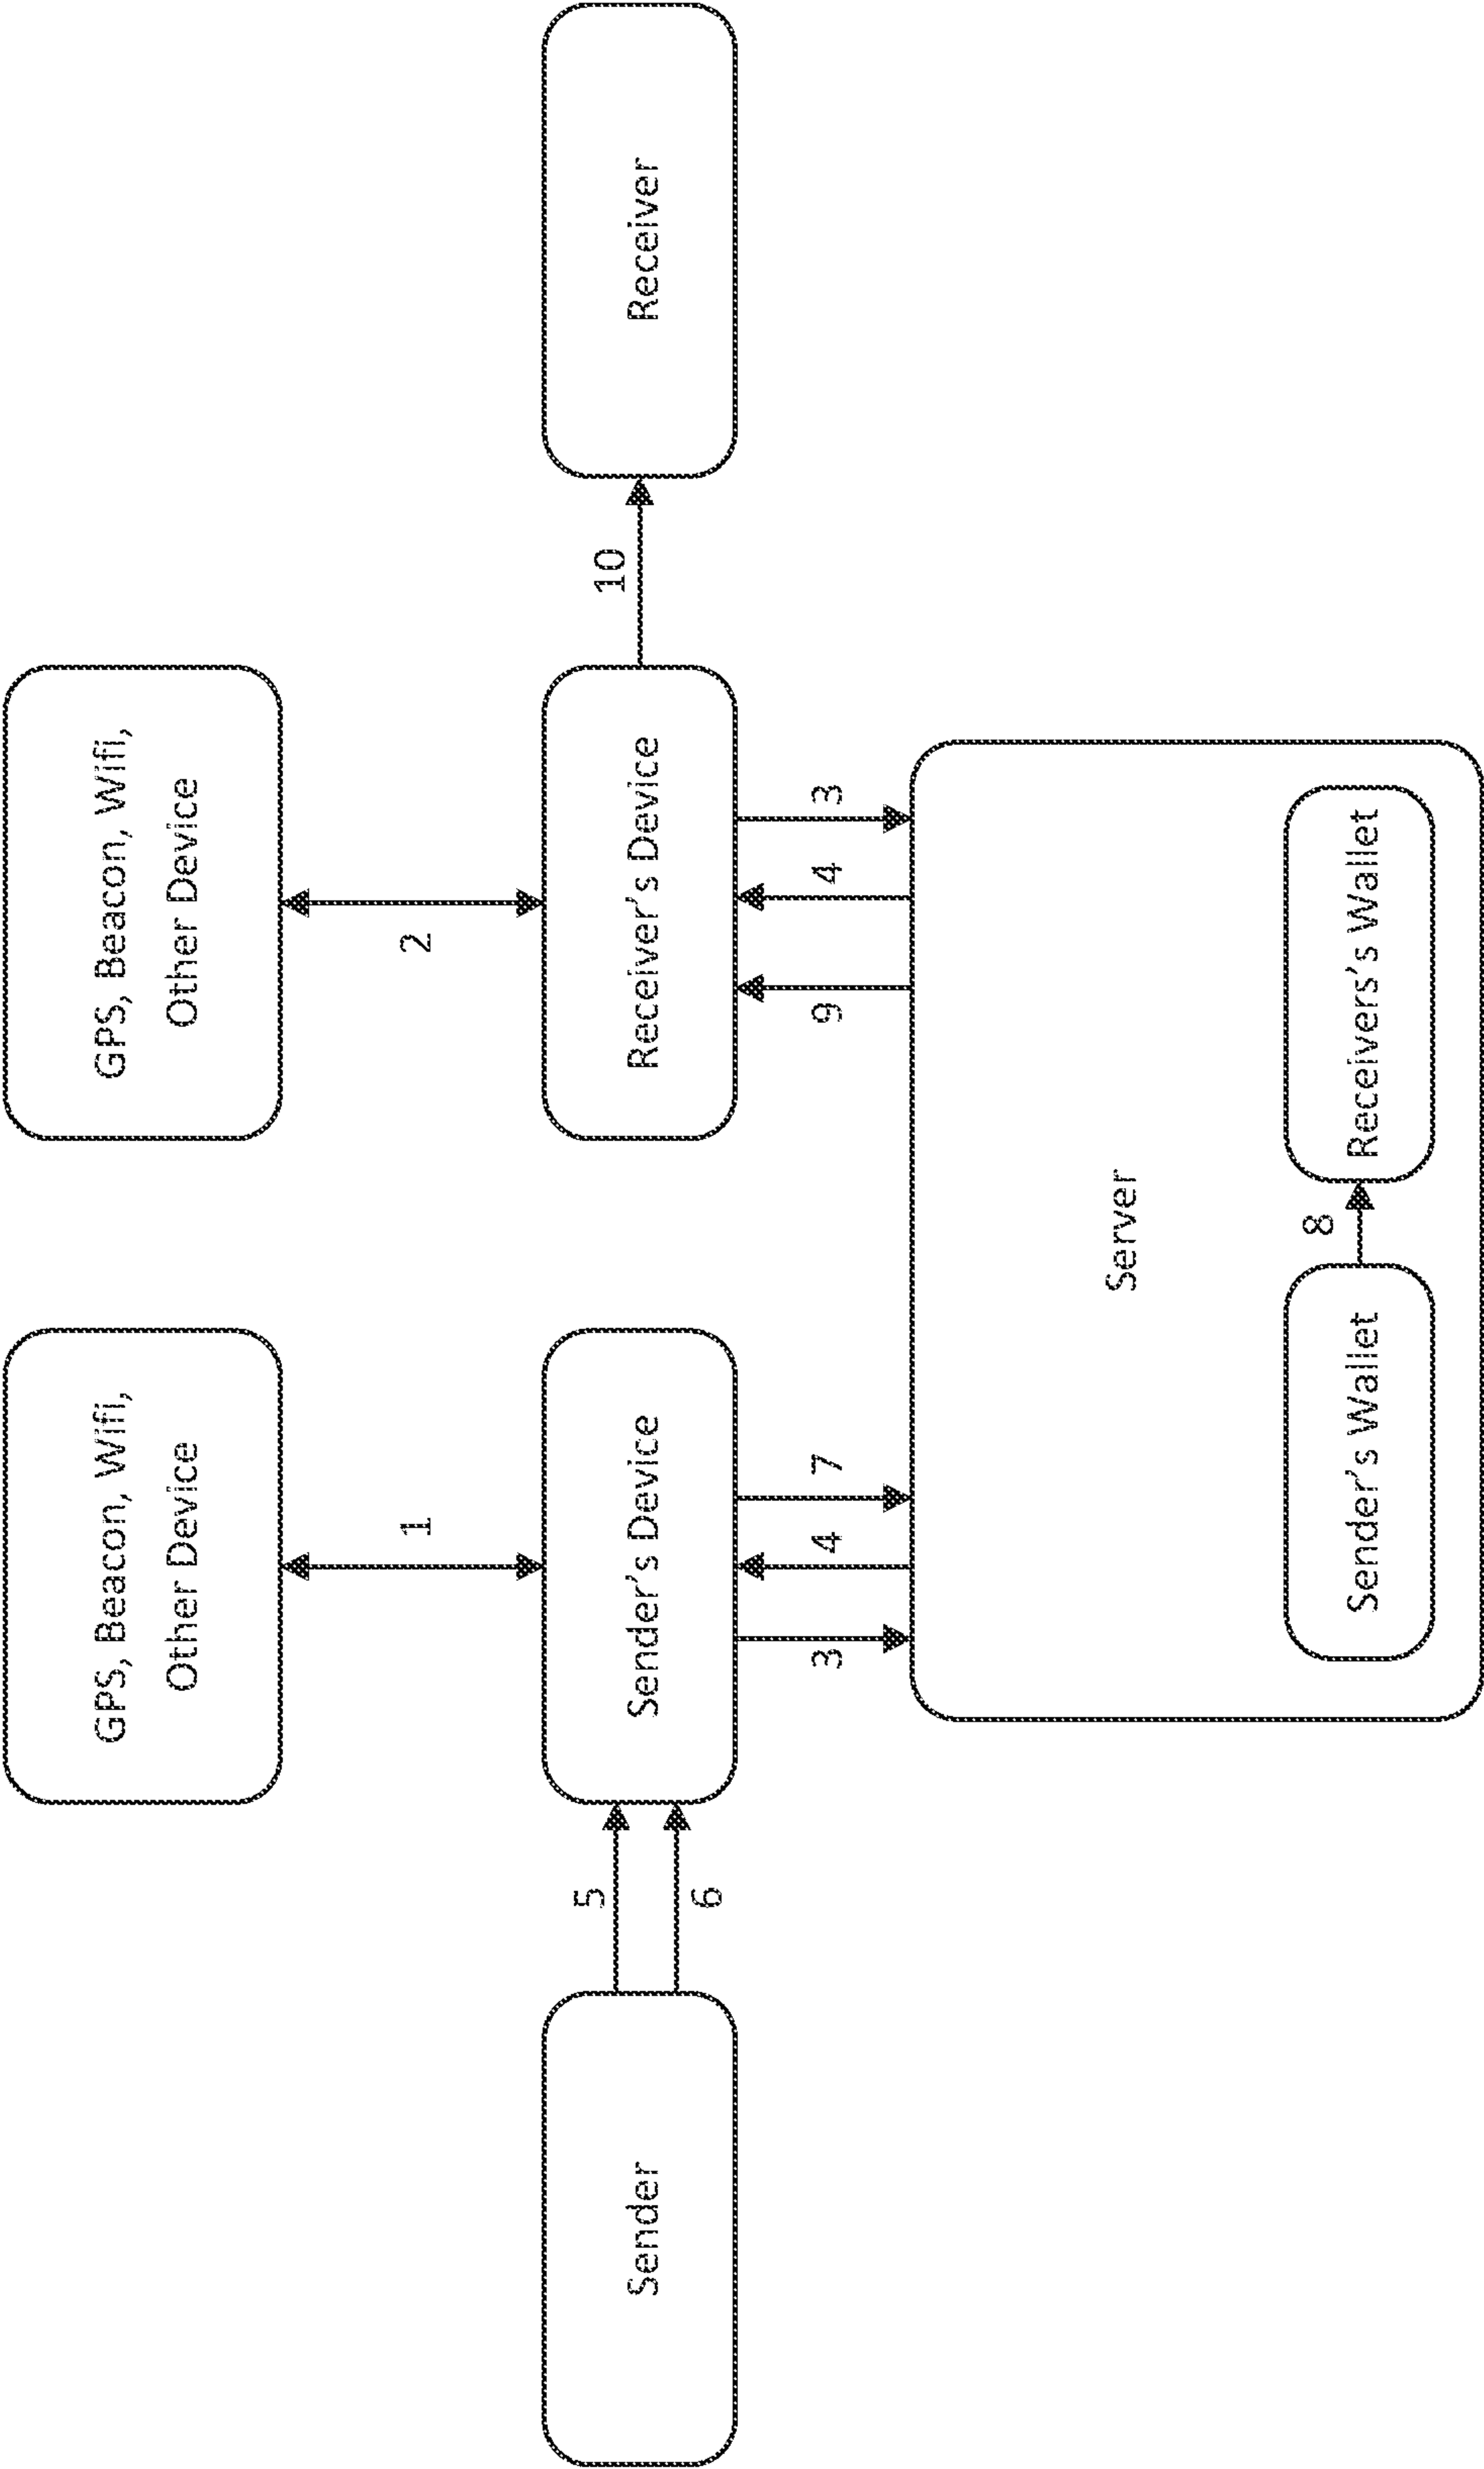 GPS, Beacon, Wifi,
Other Device
GPS, Beacon, Wifi,
Other Device
1
2
Sender
5
6
Sender's Device
Receiver's Device
10
Receiver
3
4
7
9
4
3
Server
Sender's Wallet
8
Receivers's Wallet